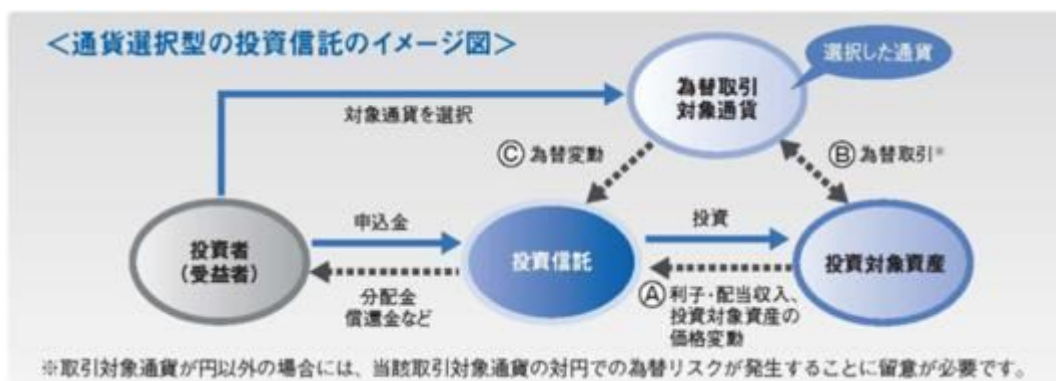 ＜通貨選択型の投資信託のイメージ図＞
選択した通貨
為替取引
対象通貨
対象通貨を選択
Ⓒ 為替変動
Ⓑ 為替取引※
申込金
投資
投資者
（受益者）
投資信託
投資対象資産
分配金
償還金など
Ⓐ 利子・配当収入、
投資対象資産の
価格変動
※取引対象通貨が円以外の場合には、当該取引対象通貨の対円での為替リスクが発生することに留意が必要です。